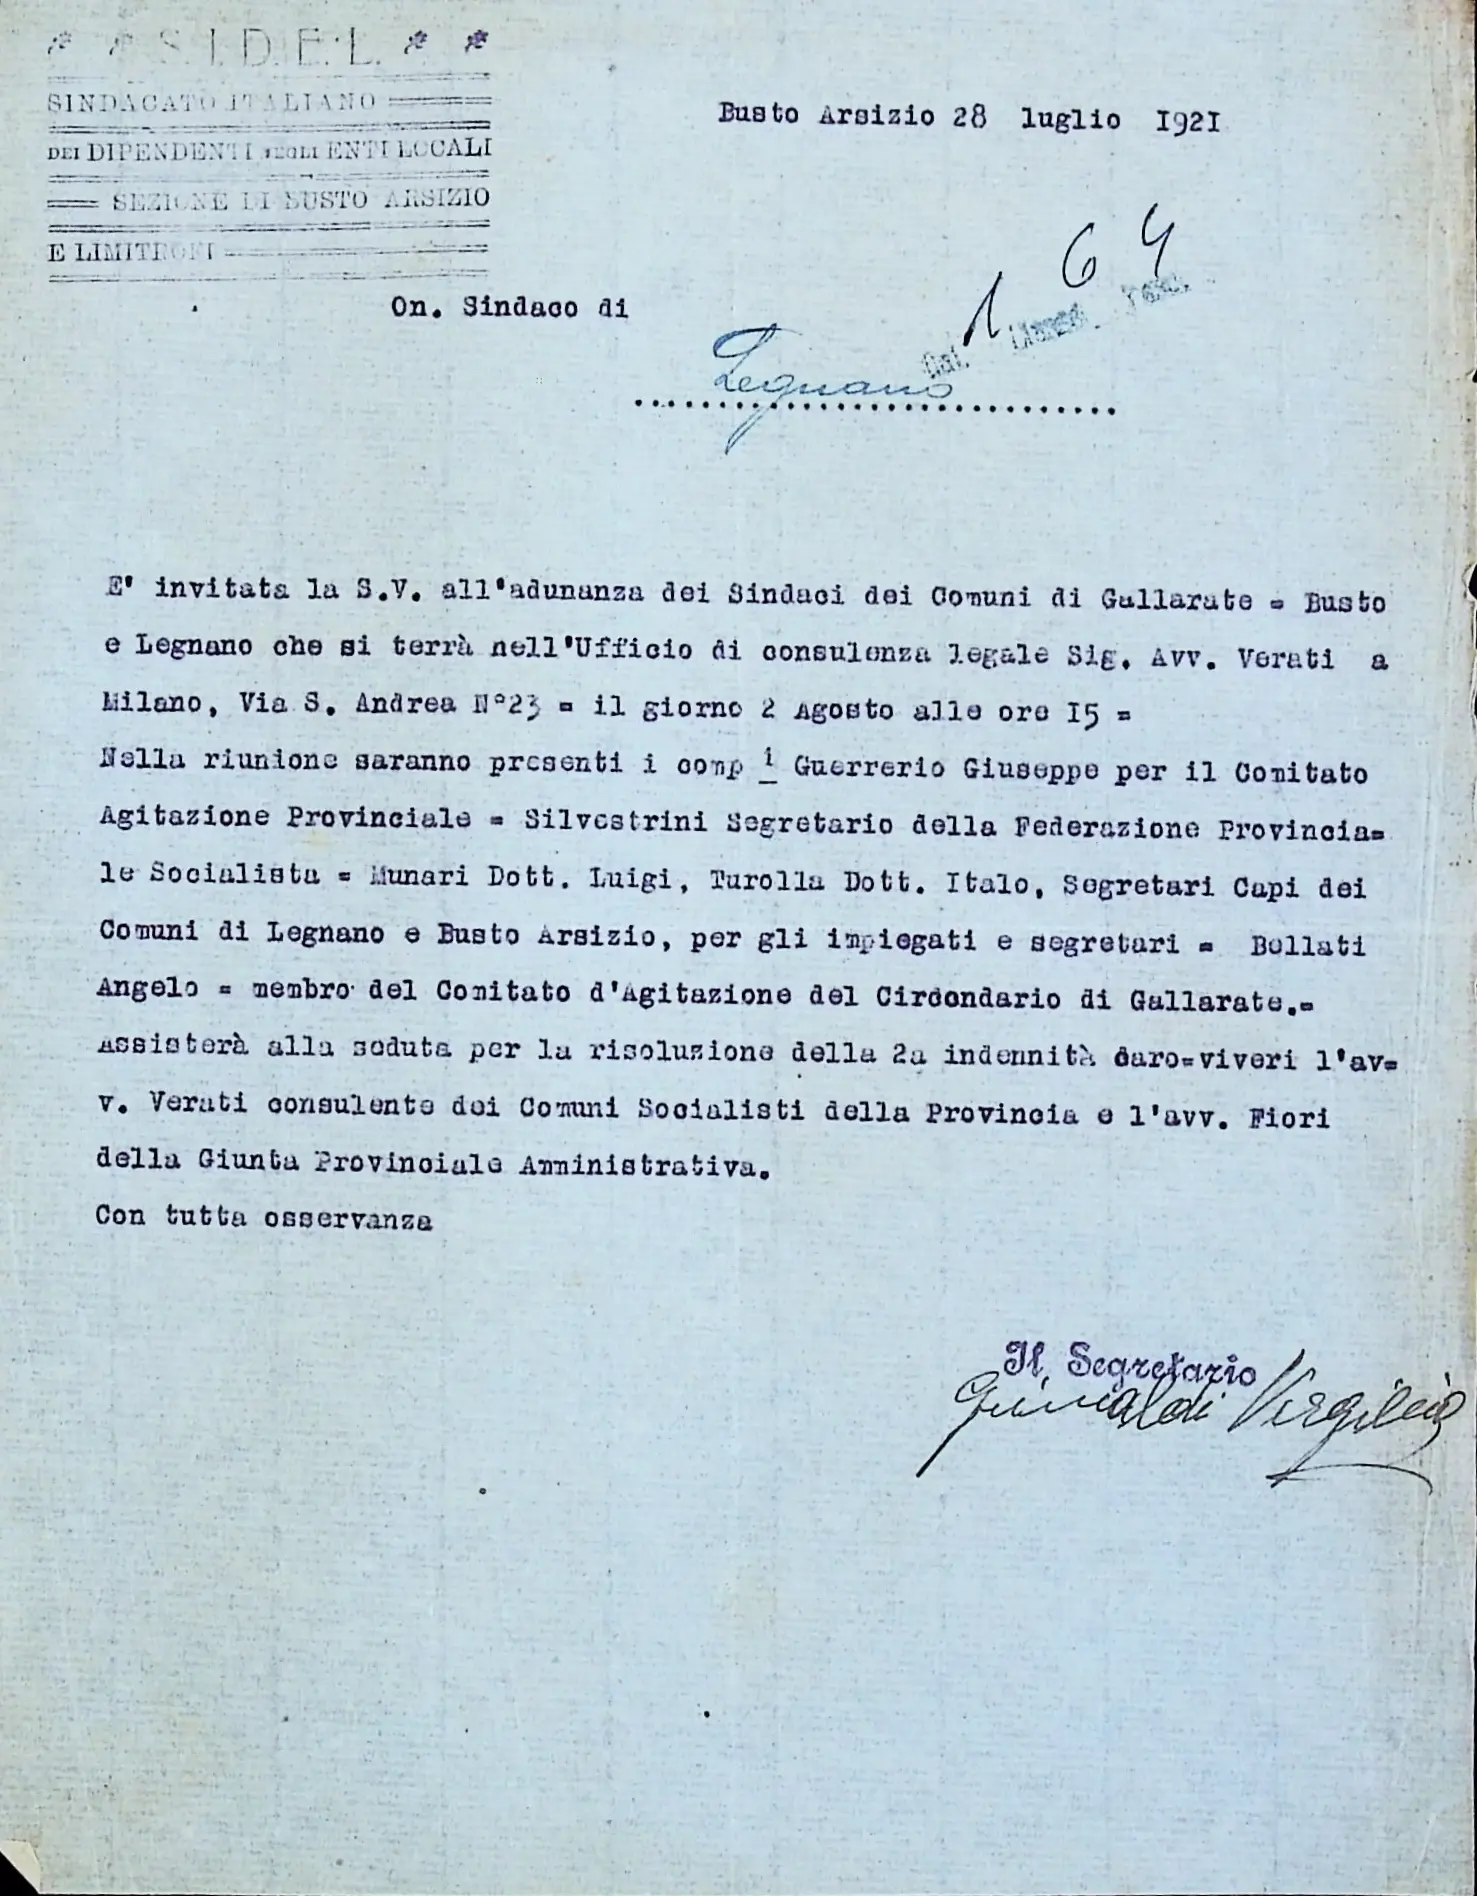 S.I.D.E.L.
SINDACATO ITALIANO
DEI DIPENDENTI DEGLI ENTI LOCALI
SEZIONE DI BUSTO ARSIZIO
E LIMITROFI
Busto Arsizio 28 luglio 1921
1 6 4
On. Sindaco di
Legnano
E' invitata la S.V. all'adunanza dei Sindaci dei Comuni di Gallarate = Busto
e Legnano che si terrà nell'Ufficio di consulenza legale Sig. Avv. Verati a
Milano, Via S. Andrea N°23 = il giorno 2 Agosto alle ore 15 =
Nella riunione saranno presenti i comp i Guerrerio Giuseppe per il Comitato
Agitazione Provinciale = Silvestrini Segretario della Federazione Provincia=
le Socialista = Munari Dott. Luigi, Turolla Dott. Italo, Segretari Capi dei
Comuni di Legnano e Busto Arsizio, per gli impiegati e segretari = Bollati
Angelo = membro del Comitato d'Agitazione del Circondario di Gallarate.=
Assisterà alla seduta per la risoluzione della 2a indennità caro=viveri l'av=
v. Verati consulente dei Comuni Socialisti della Provincia e l'avv. Fiori
della Giunta Provinciale Amministrativa.
Con tutta osservanza
Il Segretario
Grimaldi Virgilio